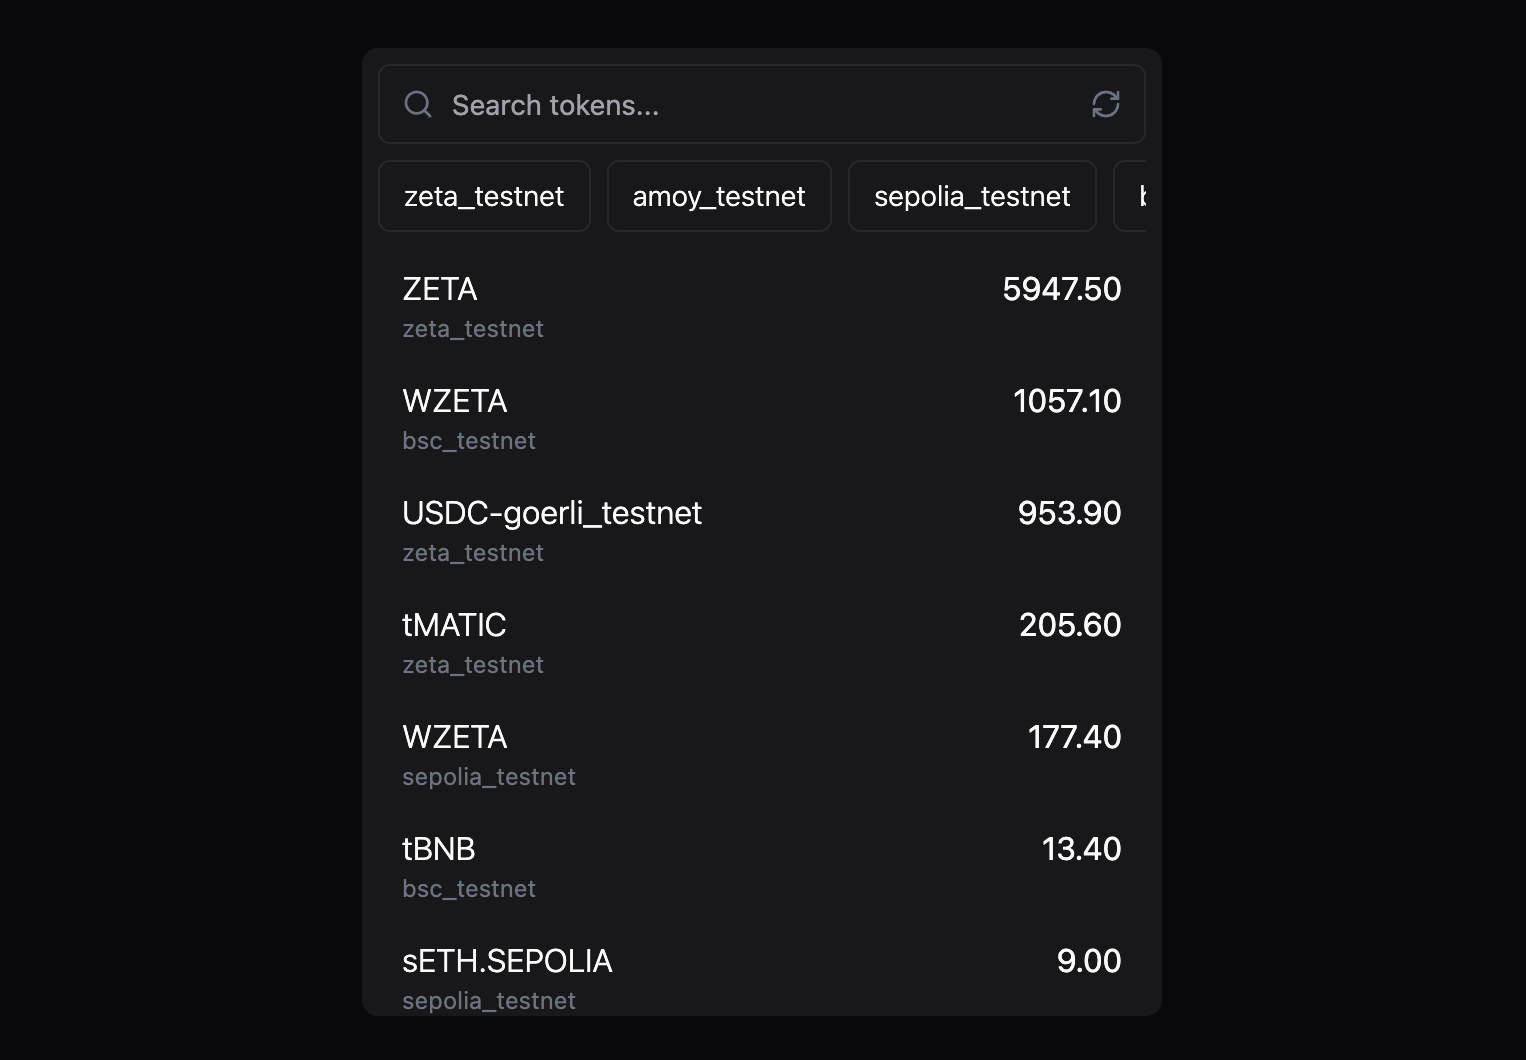 Search tokens...
zeta_testnet amoy_testnet sepolia_testnet
ZETA 5947.50
zeta_testnet
WZETA 1057.10
bsc_testnet
USDC-goerli_testnet 953.90
zeta_testnet
tMATIC 205.60
zeta_testnet
WZETA 177.40
sepolia_testnet
tBNB 13.40
bsc_testnet
sETH.SEPOLIA 9.00
sepolia_testnet